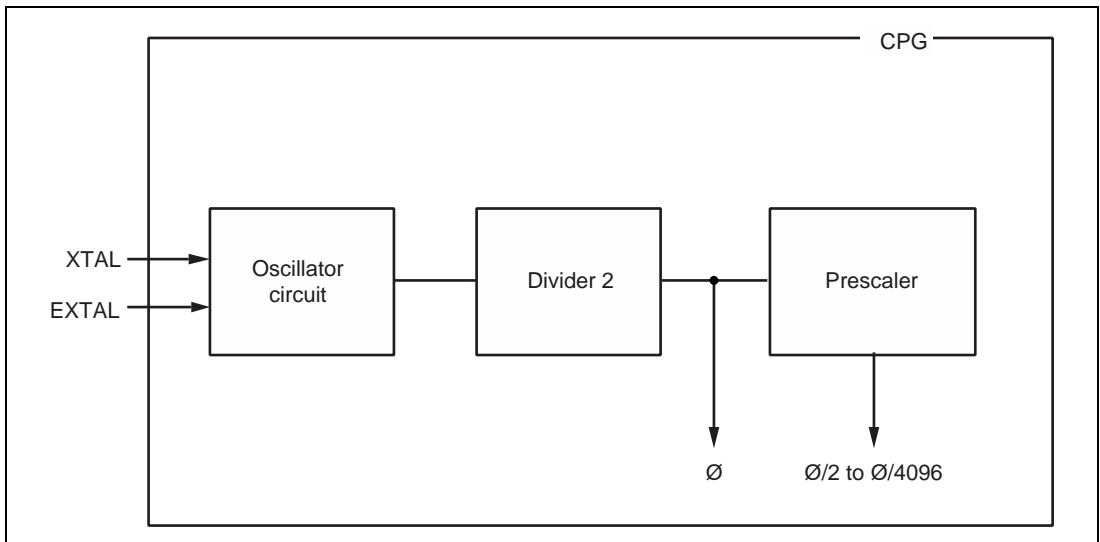 CPG
XTAL
EXTAL
Oscillator
circuit
Divider 2
Prescaler
Ø
Ø/2 to Ø/4096